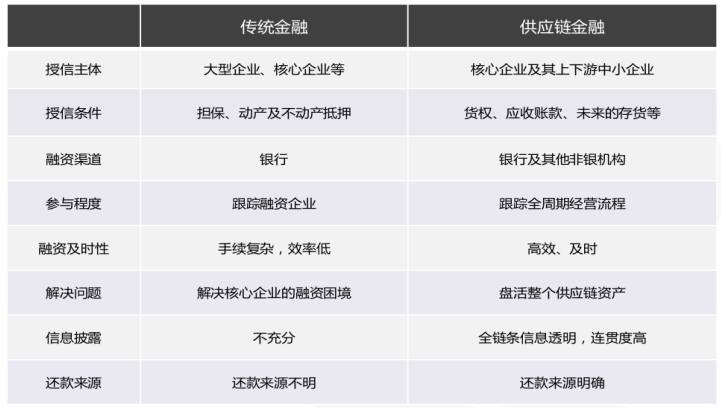 传统金融 供应链金融
授信主体 大型企业、核心企业等 核心企业及其上下游中小企业
授信条件 担保、动产及不动产抵押 货权、应收账款、未来的存货等
融资渠道 银行 银行及其他非银机构
参与程度 跟踪融资企业 跟踪全周期经营流程
融资及时性 手续复杂，效率低 高效、及时
解决问题 解决核心企业的融资困境 盘活整个供应链资产
信息披露 不充分 全链条信息透明，连贯度高
还款来源 还款来源不明 还款来源明确